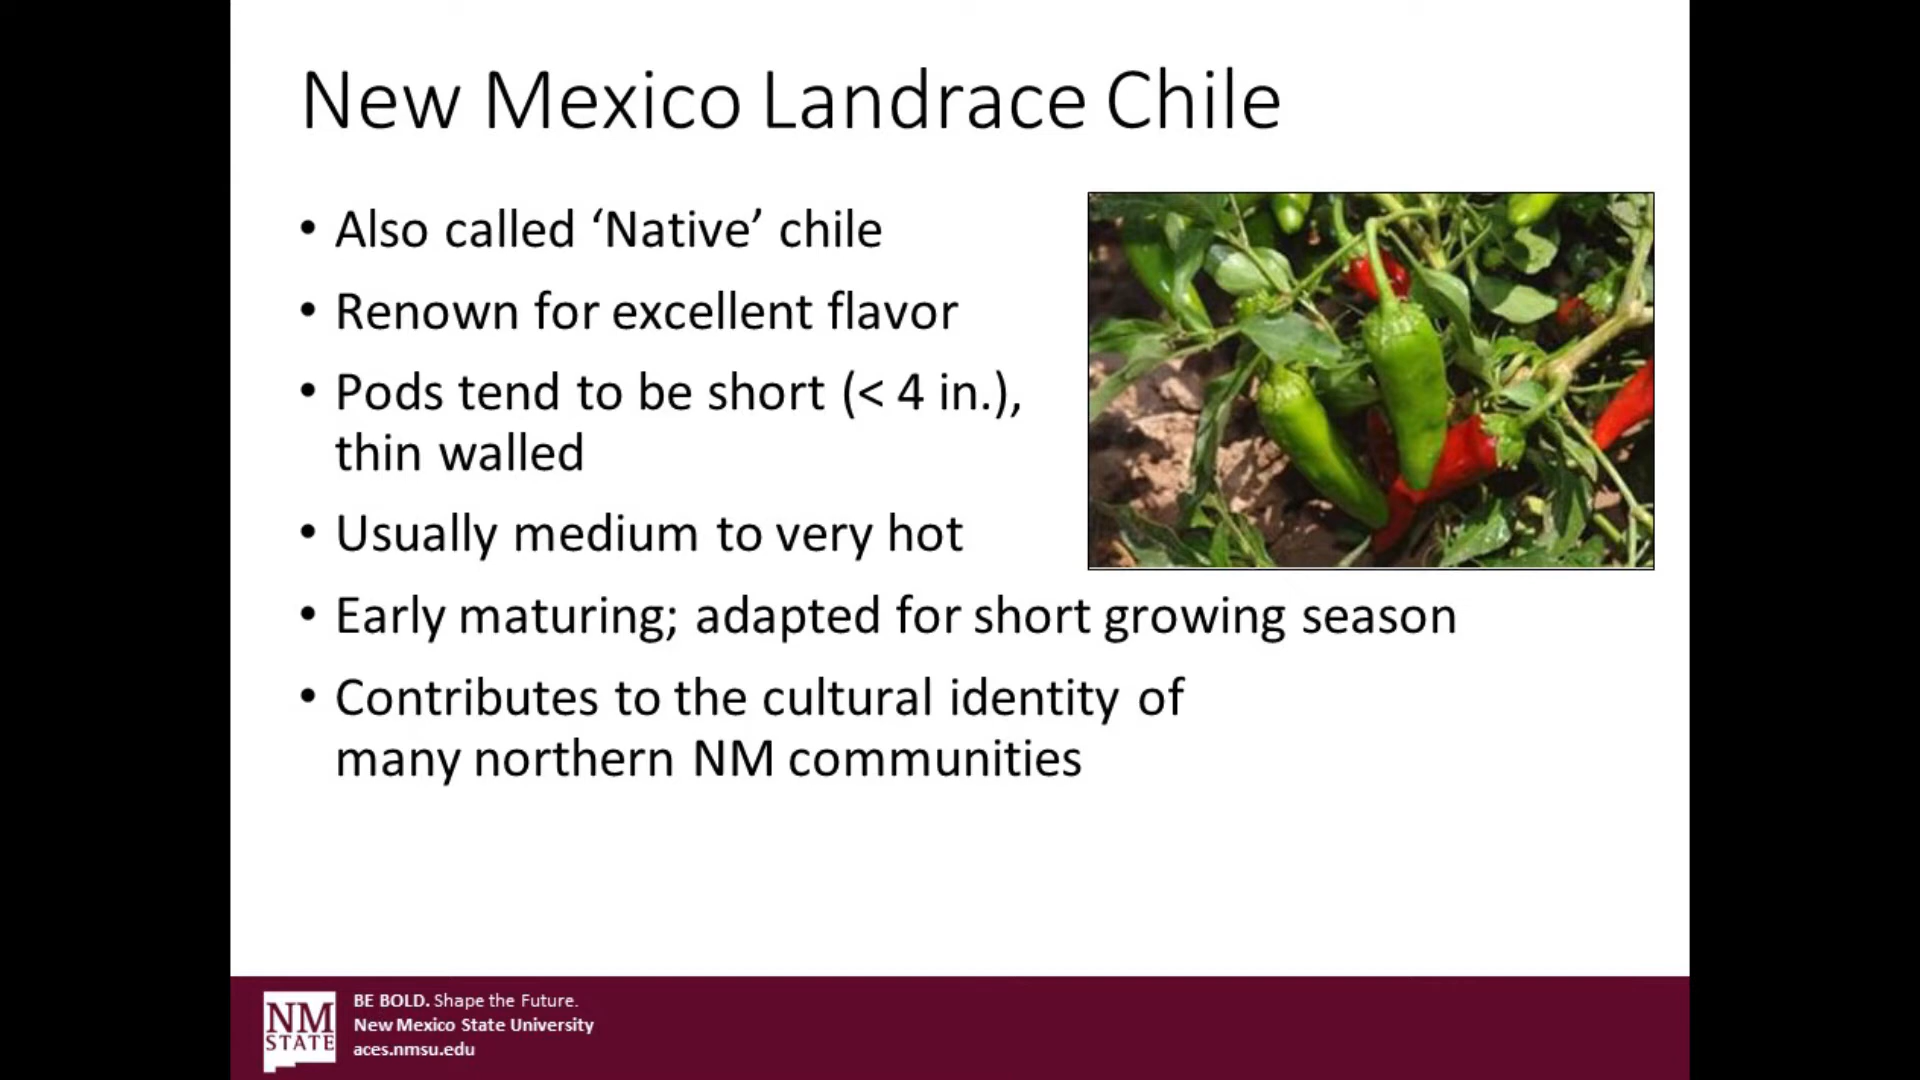 New Mexico Landrace Chile
• Also called ‘Native’ chile
• Renown for excellent flavor
• Pods tend to be short (< 4 in.),
thin walled
• Usually medium to very hot
• Early maturing; adapted for short growing season
• Contributes to the cultural identity of
many northern NM communities
NM
STATE
BE BOLD. Shape the Future.
New Mexico State University
aces.nmsu.edu